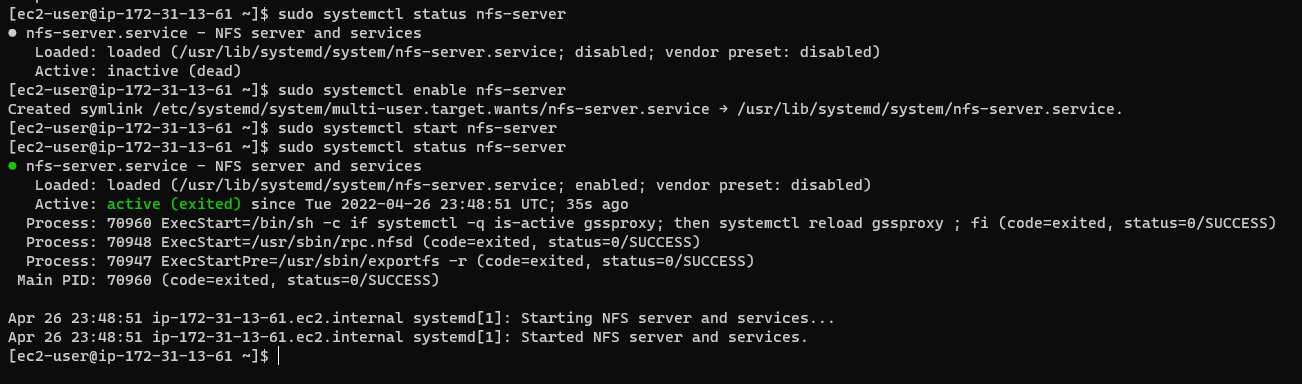 [ec2-user@ip-172-31-13-61 ~]$ sudo systemctl status nfs-server
● nfs-server.service - NFS server and services
   Loaded: loaded (/usr/lib/systemd/system/nfs-server.service; disabled; vendor preset: disabled)
   Active: inactive (dead)
[ec2-user@ip-172-31-13-61 ~]$ sudo systemctl enable nfs-server
Created symlink /etc/systemd/system/multi-user.target.wants/nfs-server.service → /usr/lib/systemd/system/nfs-server.service.
[ec2-user@ip-172-31-13-61 ~]$ sudo systemctl start nfs-server
[ec2-user@ip-172-31-13-61 ~]$ sudo systemctl status nfs-server
● nfs-server.service - NFS server and services
   Loaded: loaded (/usr/lib/systemd/system/nfs-server.service; enabled; vendor preset: disabled)
   Active: active (exited) since Tue 2022-04-26 23:48:51 UTC; 35s ago
  Process: 70960 ExecStart=/bin/sh -c if systemctl -q is-active gssproxy; then systemctl reload gssproxy ; fi (code=exited, status=0/SUCCESS)
  Process: 70948 ExecStart=/usr/sbin/rpc.nfsd (code=exited, status=0/SUCCESS)
  Process: 70947 ExecStartPre=/usr/sbin/exportfs -r (code=exited, status=0/SUCCESS)
 Main PID: 70960 (code=exited, status=0/SUCCESS)

Apr 26 23:48:51 ip-172-31-13-61.ec2.internal systemd[1]: Starting NFS server and services...
Apr 26 23:48:51 ip-172-31-13-61.ec2.internal systemd[1]: Started NFS server and services.
[ec2-user@ip-172-31-13-61 ~]$